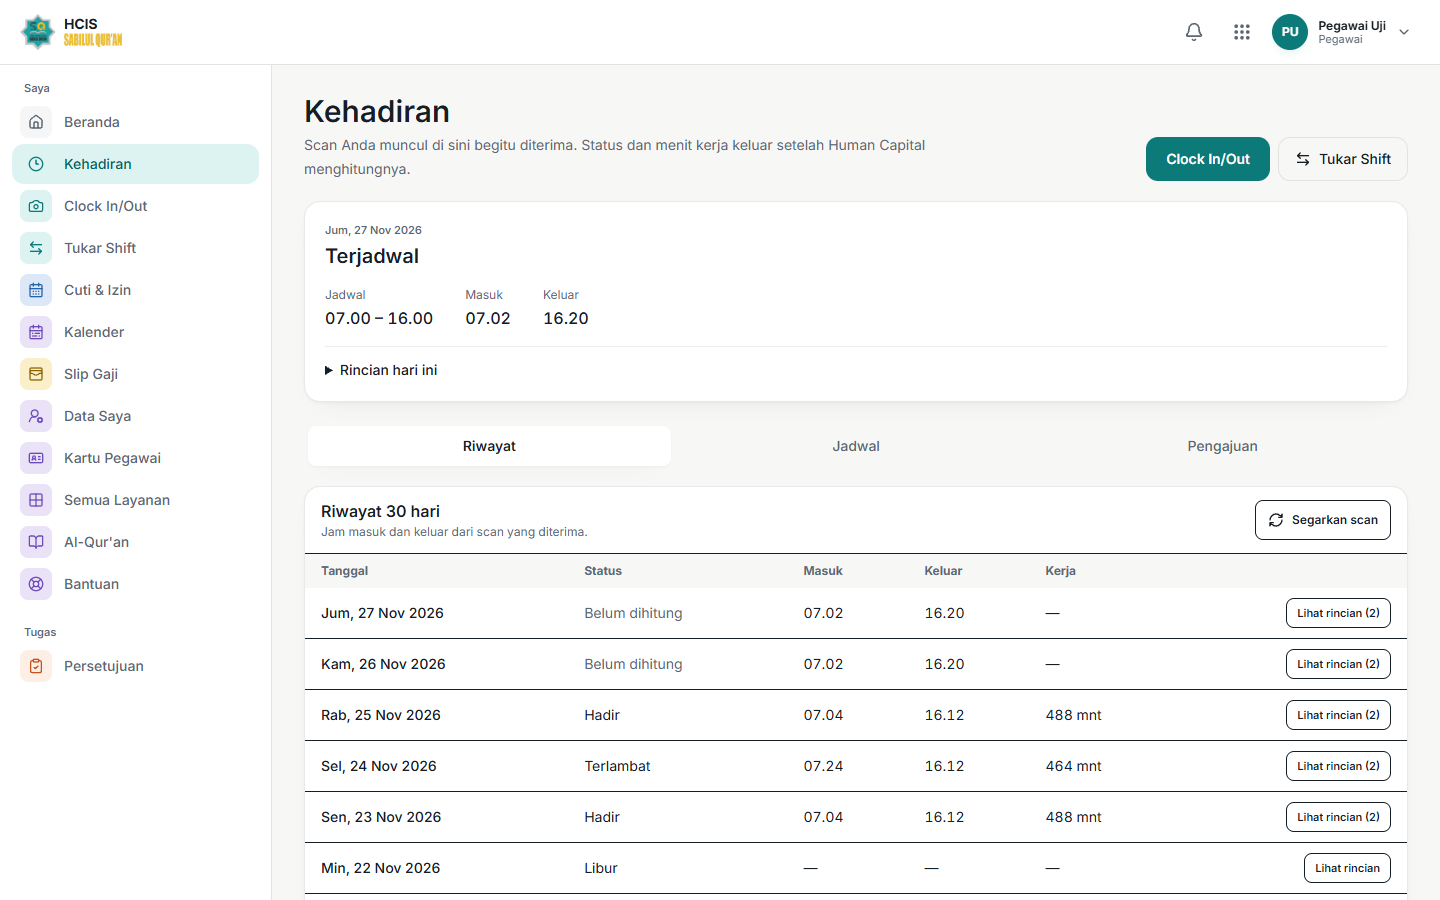 HCIS
SABILUL QUR'AN
PU
Pegawai Uji
Pegawai
Saya
Beranda
Kehadiran
Clock In/Out
Tukar Shift
Cuti & Izin
Kalender
Slip Gaji
Data Saya
Kartu Pegawai
Semua Layanan
Al-Qur'an
Bantuan
Tugas
Persetujuan
Kehadiran
Scan Anda muncul di sini begitu diterima. Status dan menit kerja keluar setelah Human Capital
menghitungnya.
Clock In/Out
Tukar Shift
Jum, 27 Nov 2026
Terjadwal
Jadwal Masuk Keluar
07.00 – 16.00 07.02 16.20
Rincian hari ini
Riwayat Jadwal Pengajuan
Riwayat 30 hari
Jam masuk dan keluar dari scan yang diterima.
Segarkan scan
Tanggal Status Masuk Keluar Kerja
Jum, 27 Nov 2026 Belum dihitung 07.02 16.20 — Lihat rincian (2)
Kam, 26 Nov 2026 Belum dihitung 07.02 16.20 — Lihat rincian (2)
Rab, 25 Nov 2026 Hadir 07.04 16.12 488 mnt Lihat rincian (2)
Sel, 24 Nov 2026 Terlambat 07.24 16.12 464 mnt Lihat rincian (2)
Sen, 23 Nov 2026 Hadir 07.04 16.12 488 mnt Lihat rincian (2)
Min, 22 Nov 2026 Libur — — — Lihat rincian